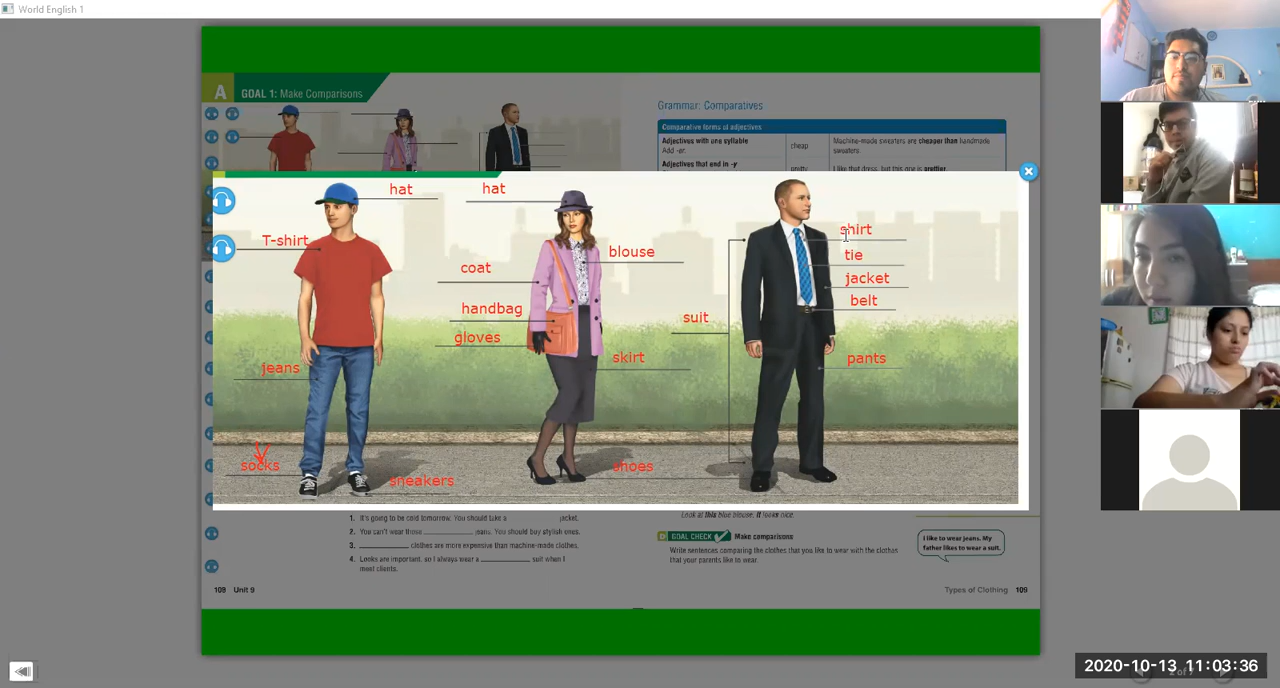 World English 1
A GOAL 1: Make Comparisons
Grammar: Comparatives
Comparative forms of adjectives
Adjectives with one syllable
Add -er.
cheap
Machine-made sweaters are cheaper than handmade
sweaters.
Adjectives that end in -y
pretty
I like that dress, but this one is prettier.
hat
hat
T-shirt
jeans
socks
sneakers
coat
handbag
gloves
blouse
skirt
shoes
suit
shirt
tie
jacket
belt
pants
1. It's going to be cold tomorrow. You should take a jacket.
2. You can't wear those jeans. You should buy stylish ones.
3. clothes are more expensive than machine-made clothes.
4. Looks are important, so I always wear a suit when I
meet clients.
Look at this blue blouse. It looks nice.
GOAL CHECK Make comparisons
Write sentences comparing the clothes that you like to wear with the clothes
that your parents like to wear.
I like to wear jeans. My
father likes to wear a suit.
108 Unit 9
Types of Clothing 109
2020-10-13 11:03:36